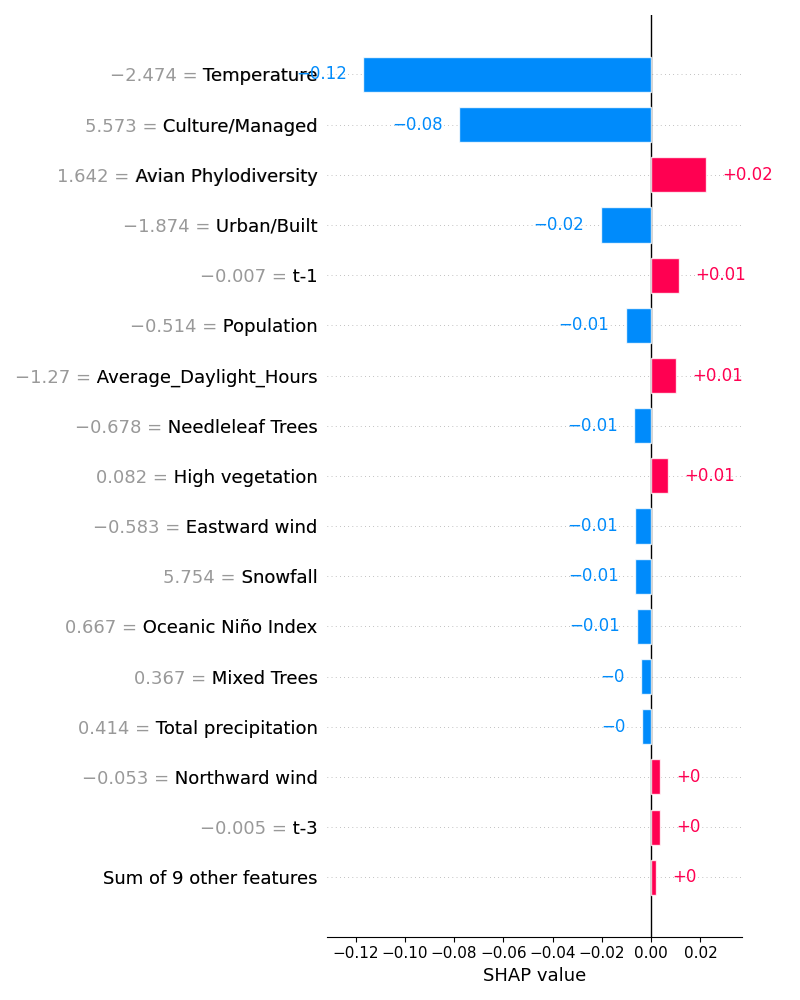 −2.474 = Temperature −0.12
5.573 = Culture/Managed −0.08
1.642 = Avian Phylodiversity +0.02
−1.874 = Urban/Built −0.02
−0.007 = t-1 +0.01
−0.514 = Population −0.01
−1.27 = Average_Daylight_Hours +0.01
−0.678 = Needleleaf Trees −0.01
0.082 = High vegetation +0.01
−0.583 = Eastward wind −0.01
5.754 = Snowfall −0.01
0.667 = Oceanic Niño Index −0.01
0.367 = Mixed Trees −0
0.414 = Total precipitation −0
−0.053 = Northward wind +0
−0.005 = t-3 +0
Sum of 9 other features +0
−0.12 −0.10 −0.08 −0.06 −0.04 −0.02 0.00 0.02
SHAP value